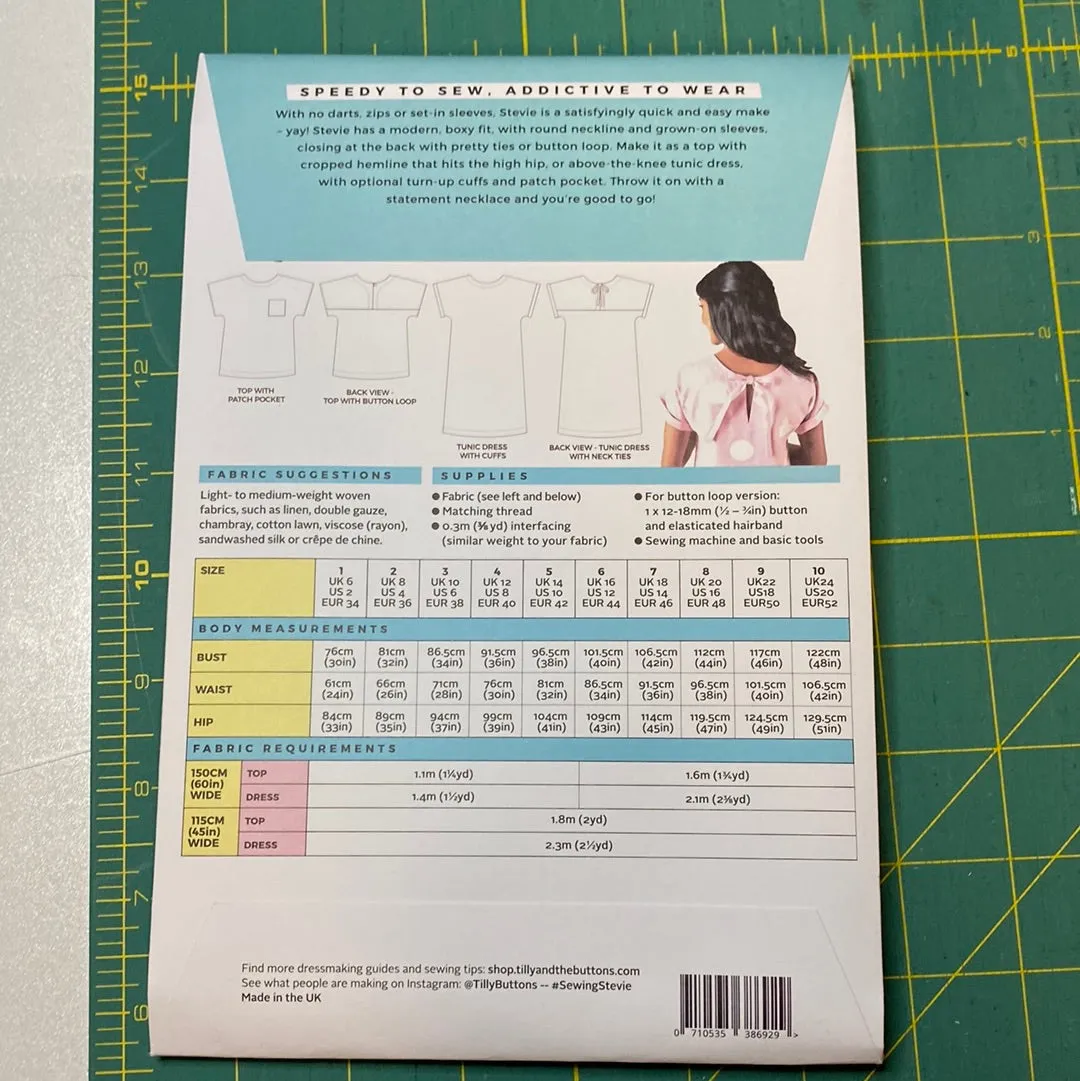 SPEEDY TO SEW, ADDICTIVE TO WEAR
With no darts, zips or set-in sleeves, Stevie is a satisfyingly quick and easy make
– yay! Stevie has a modern, boxy fit, with round neckline and grown-on sleeves,
closing at the back with pretty ties or button loop. Make it as a top with
cropped hemline that hits the high hip, or above-the-knee tunic dress,
with optional turn-up cuffs and patch pocket. Throw it on with a
statement necklace and you're good to go!
TOP WITH
PATCH POCKET
BACK VIEW -
TOP WITH BUTTON LOOP
TUNIC DRESS
WITH CUFFS
BACK VIEW - TUNIC DRESS
WITH NECK TIES
FABRIC SUGGESTIONS
Light- to medium-weight woven
fabrics, such as linen, double gauze,
chambray, cotton lawn, viscose (rayon),
sandwashed silk or crêpe de chine.
SUPPLIES
● Fabric (see left and below)
● Matching thread
● 0.3m (⅜yd) interfacing
(similar weight to your fabric)
● For button loop version:
1 x 12-18mm (½ – ¾in) button
and elasticated hairband
● Sewing machine and basic tools
SIZE 1 2 3 4 5 6 7 8 9 10
UK 6 UK 8 UK 10 UK 12 UK 14 UK 16 UK 18 UK 20 UK22 UK24
US 2 US 4 US 6 US 8 US 10 US 12 US 14 US 16 US18 US20
EUR 34 EUR 36 EUR 38 EUR 40 EUR 42 EUR 44 EUR 46 EUR 48 EUR50 EUR52
BODY MEASUREMENTS
BUST 76cm 81cm 86.5cm 91.5cm 96.5cm 101.5cm 106.5cm 112cm 117cm 122cm
(30in) (32in) (34in) (36in) (38in) (40in) (42in) (44in) (46in) (48in)
WAIST 61cm 66cm 71cm 76cm 81cm 86.5cm 91.5cm 96.5cm 101.5cm 106.5cm
(24in) (26in) (28in) (30in) (32in) (34in) (36in) (38in) (40in) (42in)
HIP 84cm 89cm 94cm 99cm 104cm 109cm 114cm 119.5cm 124.5cm 129.5cm
(33in) (35in) (37in) (39in) (41in) (43in) (45in) (47in) (49in) (51in)
FABRIC REQUIREMENTS
150CM
(60in)
WIDE
TOP 1.1m (1¼yd) 1.6m (1¾yd)
DRESS 1.4m (1½yd) 2.1m (2⅜yd)
115CM
(45in)
WIDE
TOP 1.8m (2yd)
DRESS 2.3m (2½yd)
Find more dressmaking guides and sewing tips: shop.tillyandthebuttons.com
See what people are making on Instagram: @TillyButtons -- #SewingStevie
Made in the UK
0 710535 386929 >
15
14
13
12
11
10
9
8
7
6
5
4
3
2
1